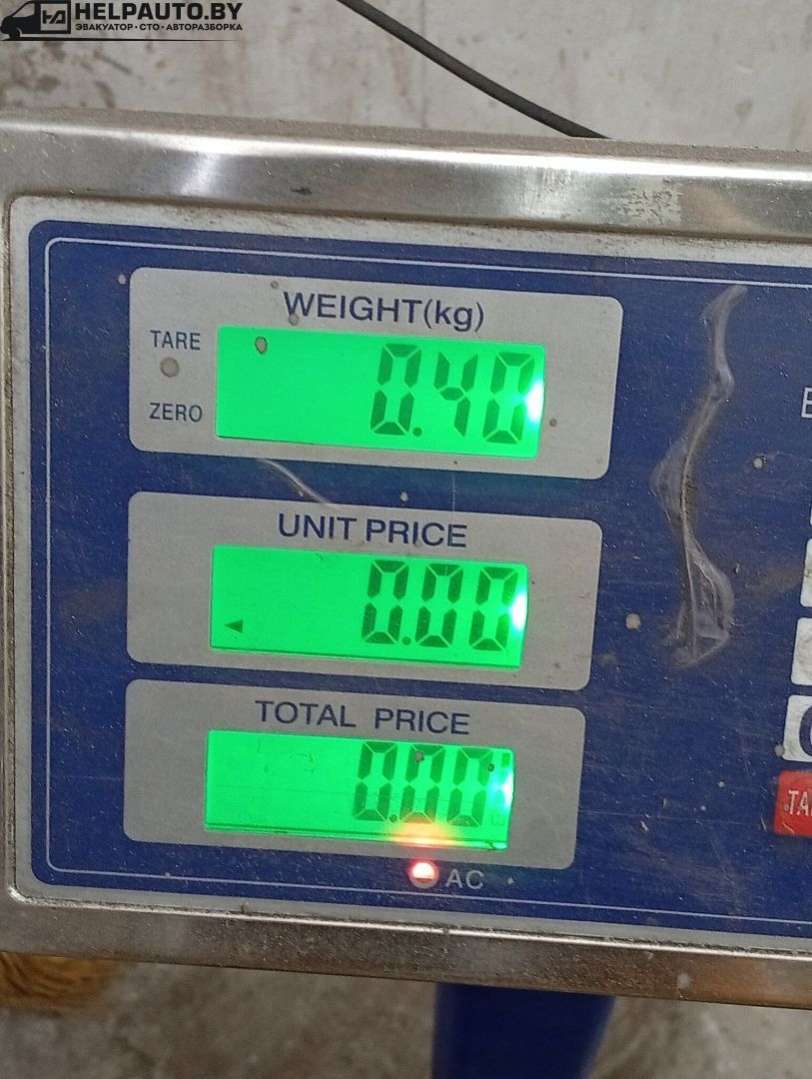 HELPAUTO.BY
ЭВАКУАТОР · СТО · АВТОРАЗБОРКА
WEIGHT(kg)
TARE
ZERO
0.40
UNIT PRICE
0.00
TOTAL PRICE
0.00
AC